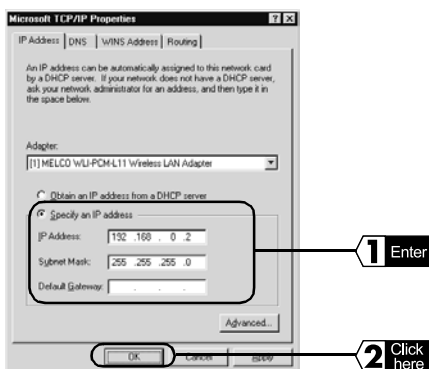 Microsoft TCP/IP Properties
IP Address DNS WINS Address Routing
An IP address can be automatically assigned to this network card
by a DHCP server. If your network does not have a DHCP server,
ask your network administrator for an address, and then type it in
the space below.
Adapter:
[1] MELCO WLI-PCM-L11 Wireless LAN Adapter
Obtain an IP address from a DHCP server
Specify an IP address
IP Address: 192 .168 . 0 .2
Subnet Mask: 255 .255 .255 .0
Default Gateway: . . .
1 Enter
Advanced...
OK Cancel Apply
2 Click
here